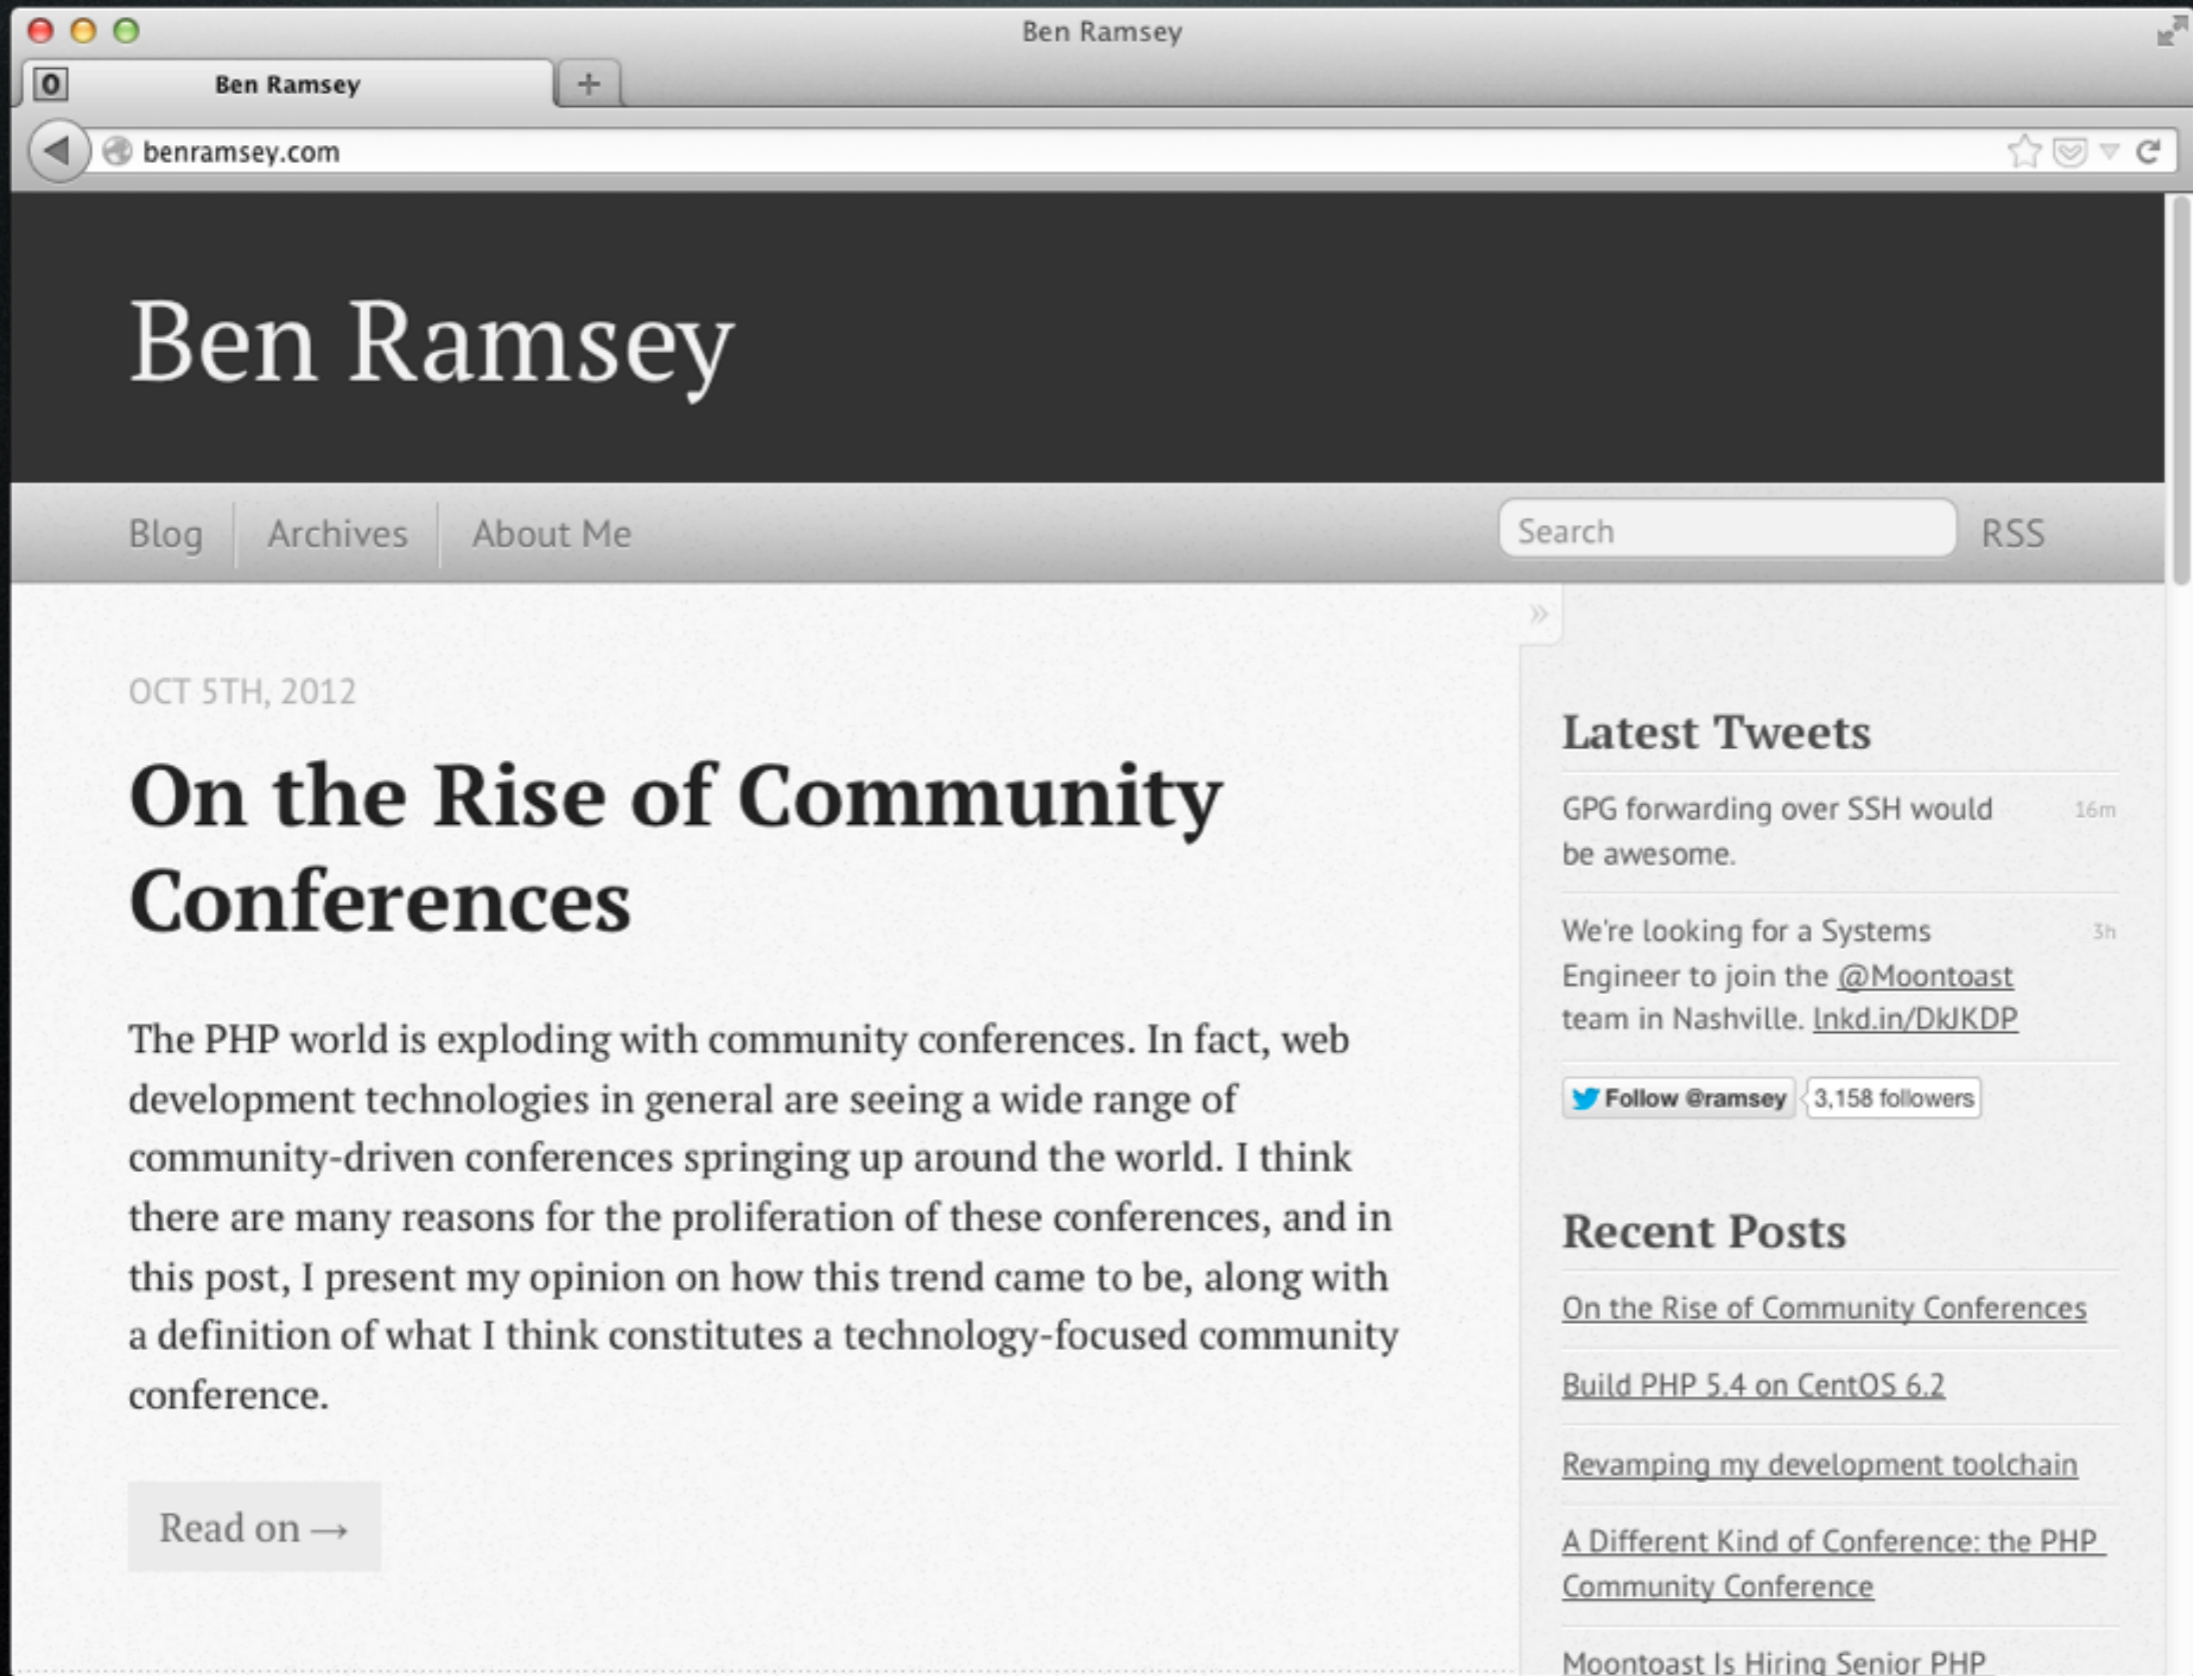 Ben Ramsey
Ben Ramsey
benramsey.com
Ben Ramsey
Blog
Archives
About Me
Search
RSS
»
OCT 5TH, 2012
On the Rise of Community
Conferences
The PHP world is exploding with community conferences. In fact, web
development technologies in general are seeing a wide range of
community-driven conferences springing up around the world. I think
there are many reasons for the proliferation of these conferences, and in
this post, I present my opinion on how this trend came to be, along with
a definition of what I think constitutes a technology-focused community
conference.
Read on →
Latest Tweets
GPG forwarding over SSH would 16m
be awesome.
We're looking for a Systems 3h
Engineer to join the @Moontoast
team in Nashville. lnkd.in/DkJKDP
Follow @ramsey 3,158 followers
Recent Posts
On the Rise of Community Conferences
Build PHP 5.4 on CentOS 6.2
Revamping my development toolchain
A Different Kind of Conference: the PHP
Community Conference
Moontoast Is Hiring Senior PHP